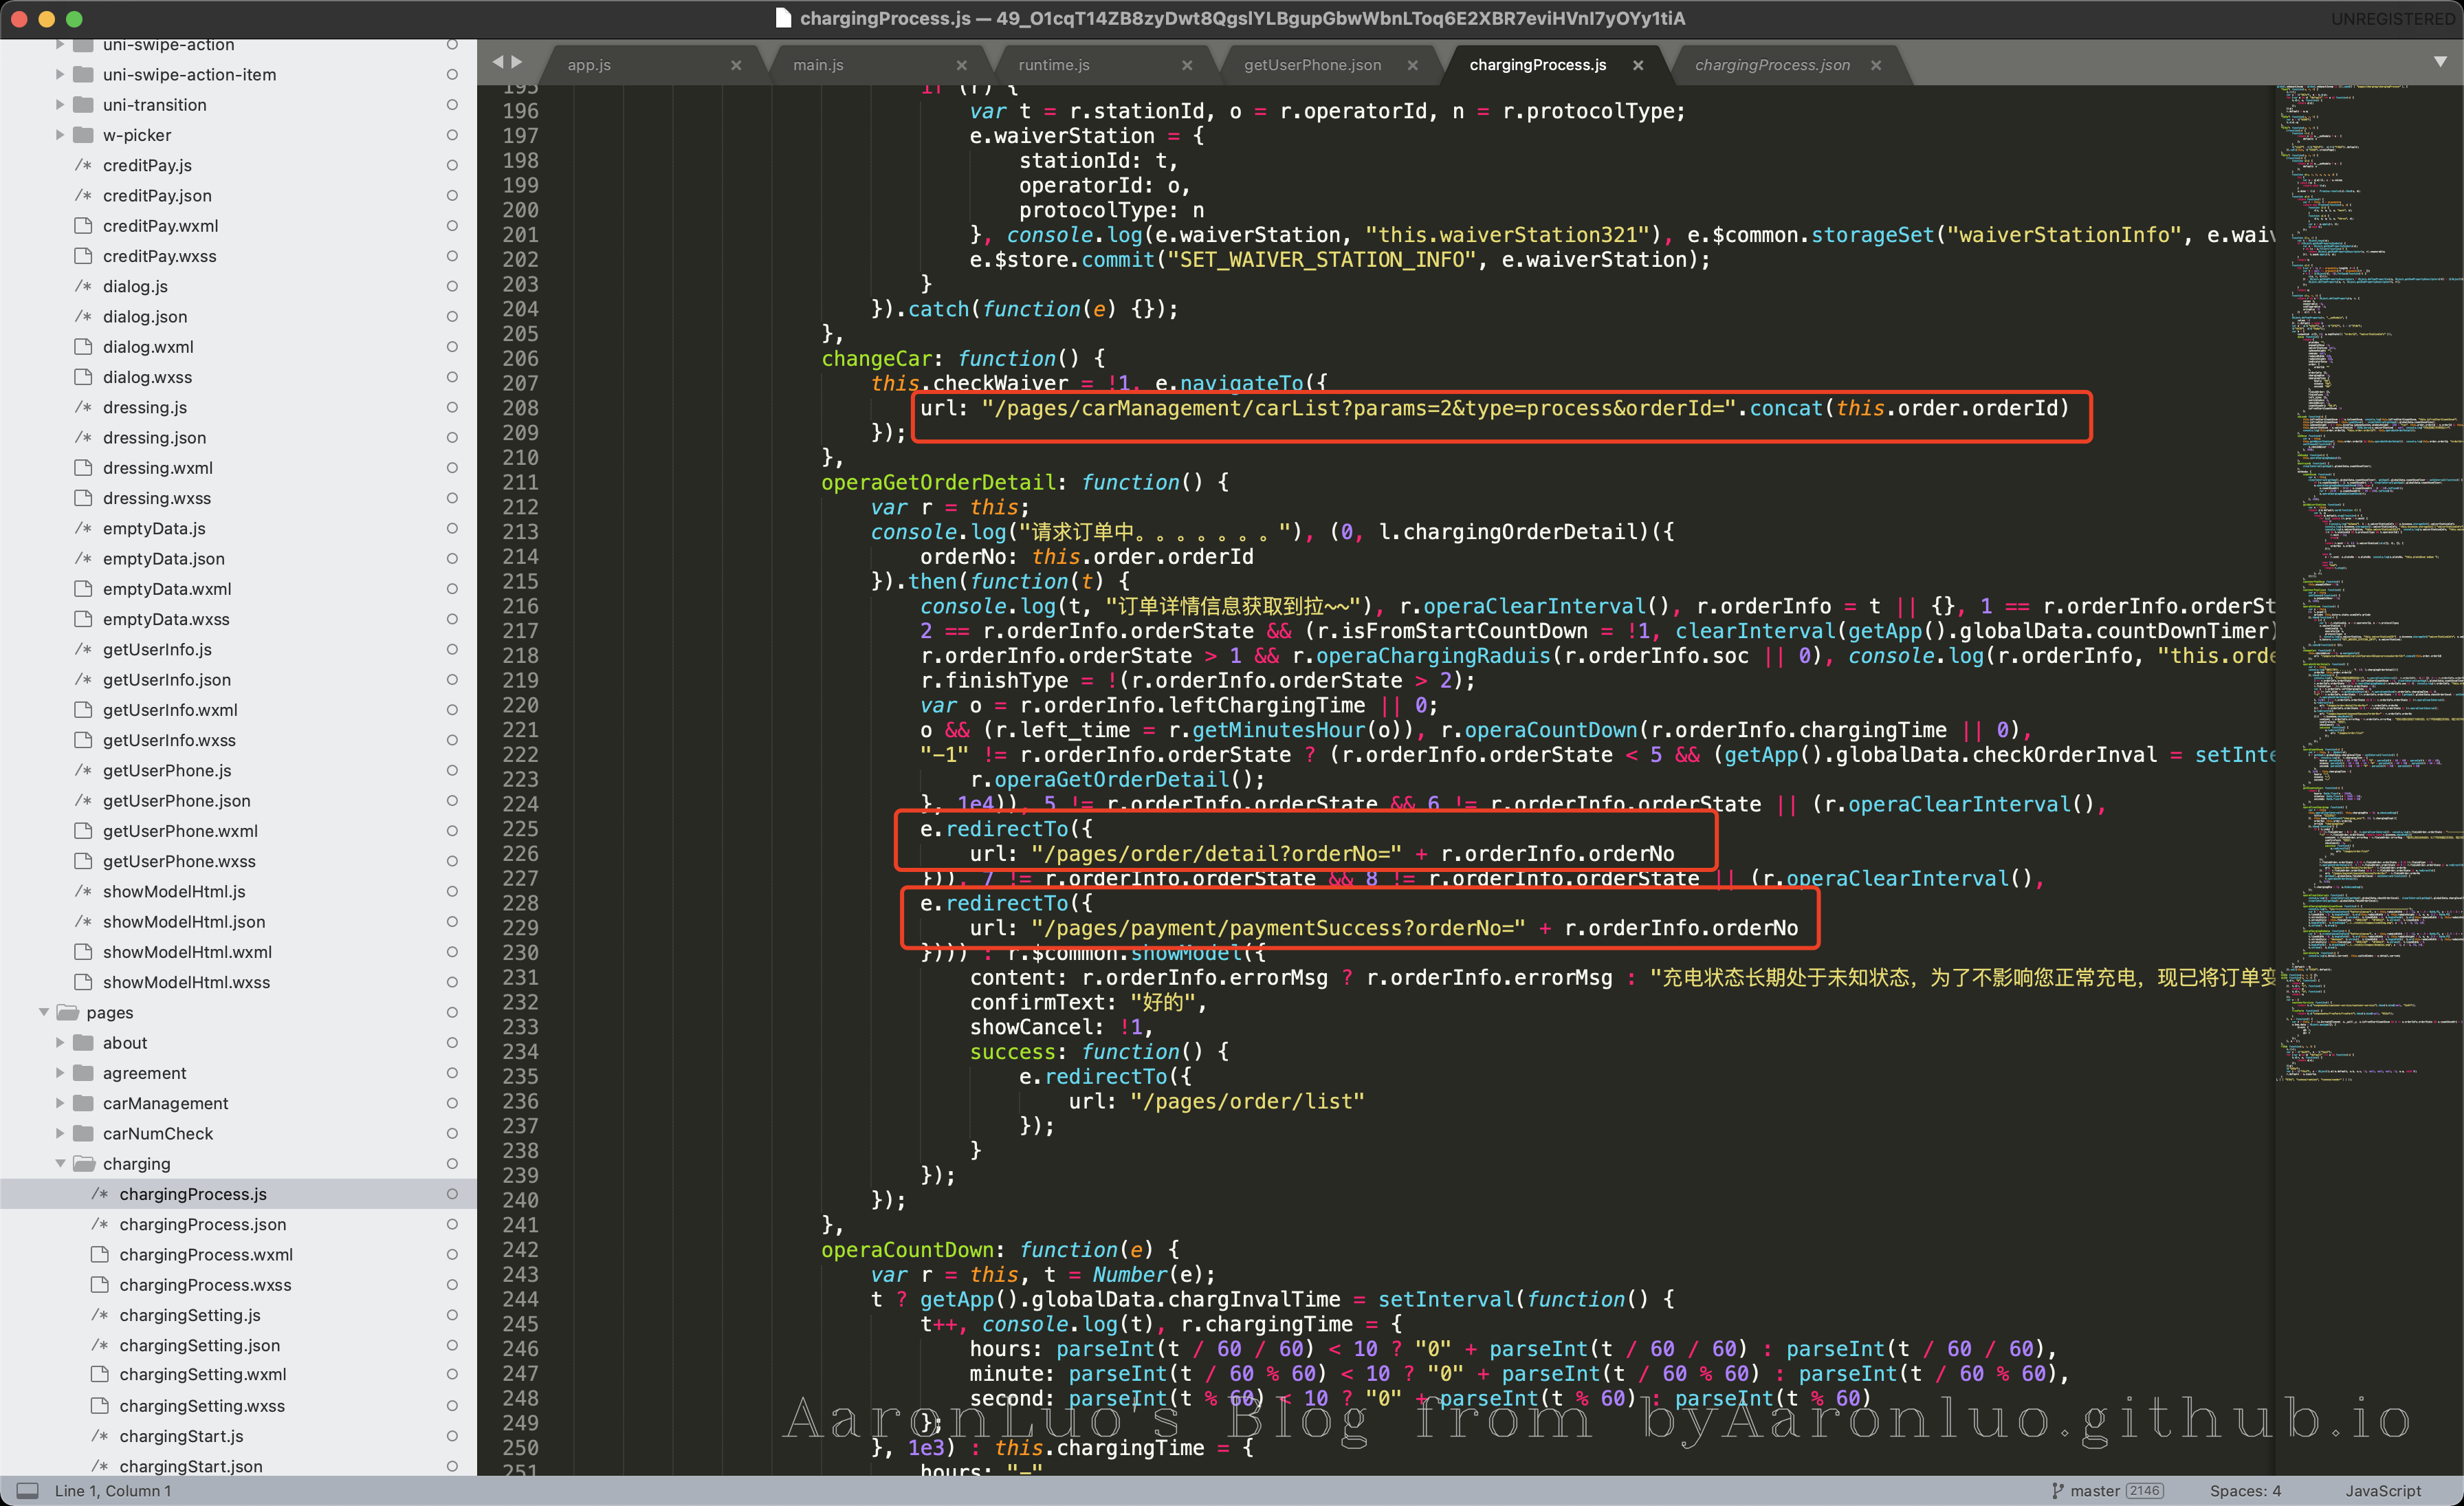 chargingProcess.js — 49_O1cqT14ZB8zyDwt8QgslYLBgupGbwWbnLToq6E2XBR7eviHVnI7yOYy1tiA
UNREGISTERED
uni-swipe-action
uni-swipe-action-item
uni-transition
w-picker
/* creditPay.js
/* creditPay.json
creditPay.wxml
creditPay.wxss
/* dialog.js
/* dialog.json
dialog.wxml
dialog.wxss
/* dressing.js
/* dressing.json
dressing.wxml
dressing.wxss
/* emptyData.js
/* emptyData.json
emptyData.wxml
emptyData.wxss
/* getUserInfo.js
/* getUserInfo.json
getUserInfo.wxml
getUserInfo.wxss
/* getUserPhone.js
/* getUserPhone.json
getUserPhone.wxml
getUserPhone.wxss
/* showModelHtml.js
/* showModelHtml.json
showModelHtml.wxml
showModelHtml.wxss
pages
about
agreement
carManagement
carNumCheck
charging
/* chargingProcess.js
/* chargingProcess.json
chargingProcess.wxml
chargingProcess.wxss
/* chargingSetting.js
/* chargingSetting.json
chargingSetting.wxml
chargingSetting.wxss
/* chargingStart.js
/* chargingStart.json
app.js × main.js × runtime.js × getUserPhone.json × chargingProcess.js × chargingProcess.json ×
195 if (r) {
196 var t = r.stationId, o = r.operatorId, n = r.protocolType;
197 e.waiverStation = {
198 stationId: t,
199 operatorId: o,
200 protocolType: n
201 }, console.log(e.waiverStation, "this.waiverStation321"), e.$common.storageSet("waiverStationInfo", e.waiv
202 e.$store.commit("SET_WAIVER_STATION_INFO", e.waiverStation);
203 }
204 }).catch(function(e) {});
205 },
206 changeCar: function() {
207 this.checkWaiver = !1, e.navigateTo({
208 url: "/pages/carManagement/carList?params=2&type=process&orderId=".concat(this.order.orderId)
209 });
210 },
211 operaGetOrderDetail: function() {
212 var r = this;
213 console.log("请求订单中。。。。。。。"), (0, l.chargingOrderDetail)({
214 orderNo: this.order.orderId
215 }).then(function(t) {
216 console.log(t, "订单详情信息获取到拉~~"), r.operaClearInterval(), r.orderInfo = t || {}, 1 == r.orderInfo.orderSt
217 2 == r.orderInfo.orderState && (r.isFromStartCountDown = !1, clearInterval(getApp().globalData.countDownTimer)
218 r.orderInfo.orderState > 1 && r.operaChargingRaduis(r.orderInfo.soc || 0), console.log(r.orderInfo, "this.orde
219 r.finishType = !(r.orderInfo.orderState > 2);
220 var o = r.orderInfo.leftChargingTime || 0;
221 o && (r.left_time = r.getMinutesHour(o)), r.operaCountDown(r.orderInfo.chargingTime || 0),
222 "-1" != r.orderInfo.orderState ? (r.orderInfo.orderState < 5 && (getApp().globalData.checkOrderInval = setInte
223 r.operaGetOrderDetail();
224 }, 1e4)), 5 != r.orderInfo.orderState && 6 != r.orderInfo.orderState || (r.operaClearInterval(),
225 e.redirectTo({
226 url: "/pages/order/detail?orderNo=" + r.orderInfo.orderNo
227 })), 7 != r.orderInfo.orderState && 8 != r.orderInfo.orderState || (r.operaClearInterval(),
228 e.redirectTo({
229 url: "/pages/payment/paymentSuccess?orderNo=" + r.orderInfo.orderNo
230 }))) : r.$common.showModel({
231 content: r.orderInfo.errorMsg ? r.orderInfo.errorMsg : "充电状态长期处于未知状态，为了不影响您正常充电，现已将订单变
232 confirmText: "好的",
233 showCancel: !1,
234 success: function() {
235 e.redirectTo({
236 url: "/pages/order/list"
237 });
238 }
239 });
240 });
241 },
242 operaCountDown: function(e) {
243 var r = this, t = Number(e);
244 t ? getApp().globalData.chargInvalTime = setInterval(function() {
245 t++, console.log(t), r.chargingTime = {
246 hours: parseInt(t / 60 / 60) < 10 ? "0" + parseInt(t / 60 / 60) : parseInt(t / 60 / 60),
247 minute: parseInt(t / 60 % 60) < 10 ? "0" + parseInt(t / 60 % 60) : parseInt(t / 60 % 60),
248 second: parseInt(t % 60) < 10 ? "0" + parseInt(t % 60) : parseInt(t % 60)
249 };
250 }, 1e3) : this.chargingTime = {
251 hours: "-"
AaronLuo's Blog from byAaronluo.github.io
Line 1, Column 1
master 2146
Spaces: 4
JavaScript